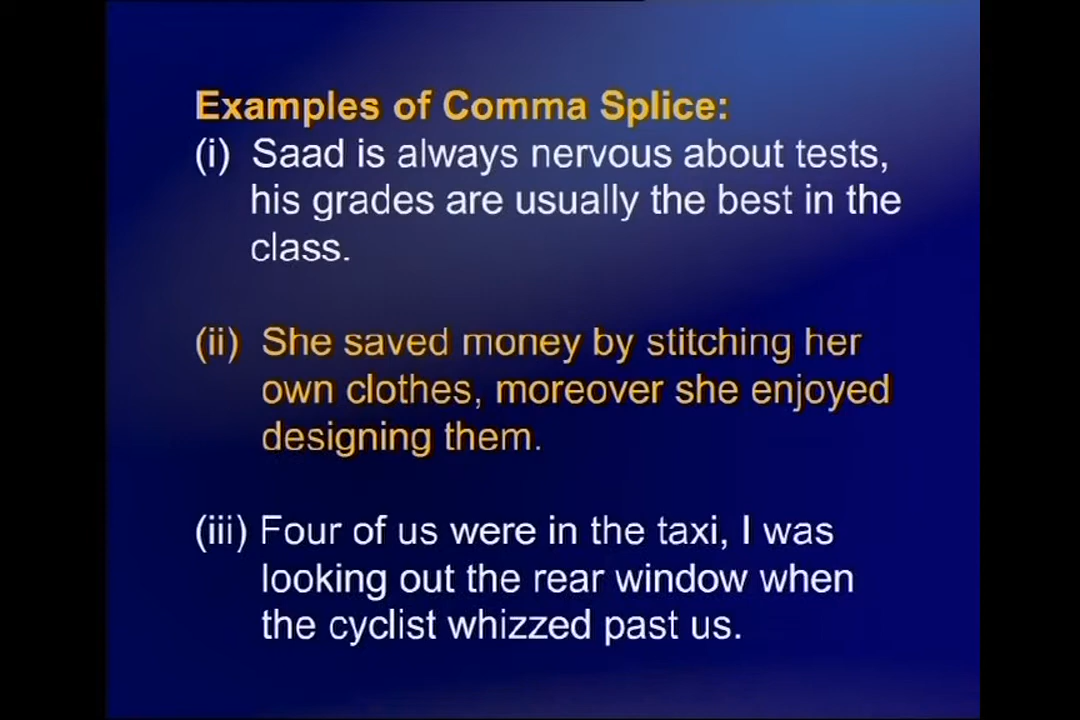 Examples of Comma Splice:
(i) Saad is always nervous about tests,
his grades are usually the best in the
class.
(ii) She saved money by stitching her
own clothes, moreover she enjoyed
designing them.
(iii) Four of us were in the taxi, I was
looking out the rear window when
the cyclist whizzed past us.